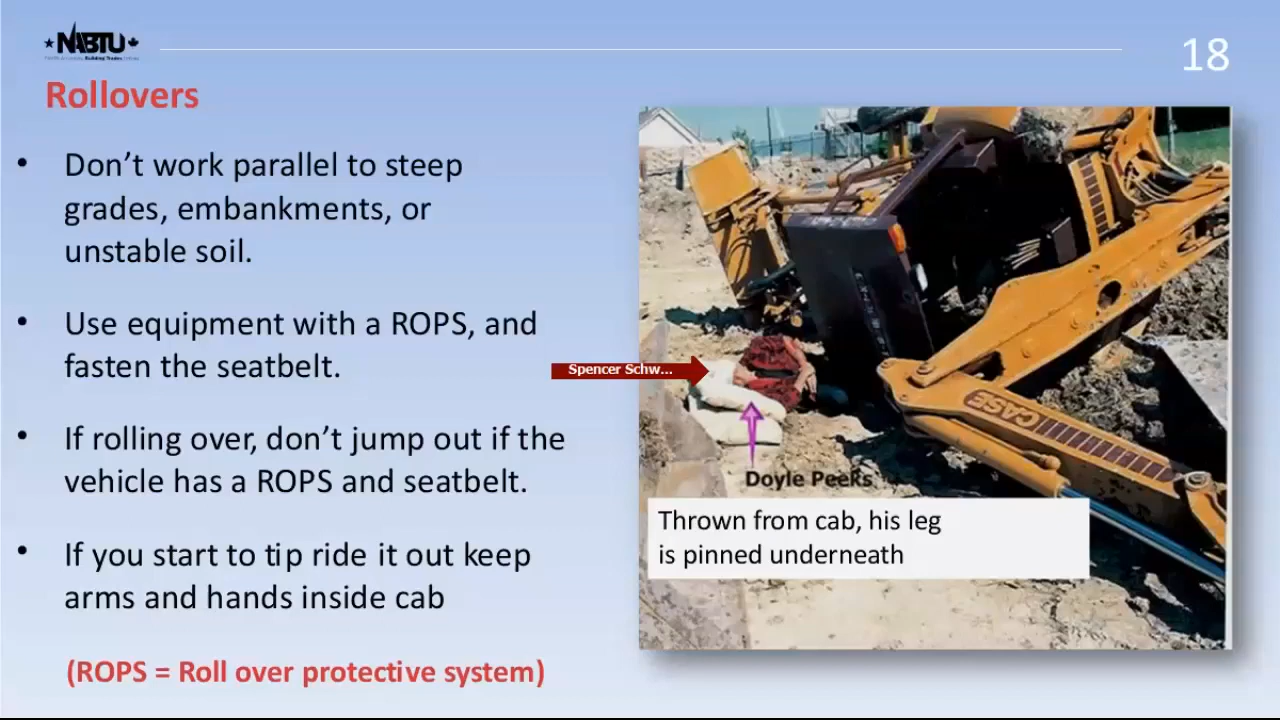 NABTU
18
Rollovers
• Don’t work parallel to steep
grades, embankments, or
unstable soil.
• Use equipment with a ROPS, and
fasten the seatbelt.
• If rolling over, don’t jump out if the
vehicle has a ROPS and seatbelt.
• If you start to tip ride it out keep
arms and hands inside cab
(ROPS = Roll over protective system)
Spencer Schw...
CASE
Doyle Peeks
Thrown from cab, his leg
is pinned underneath